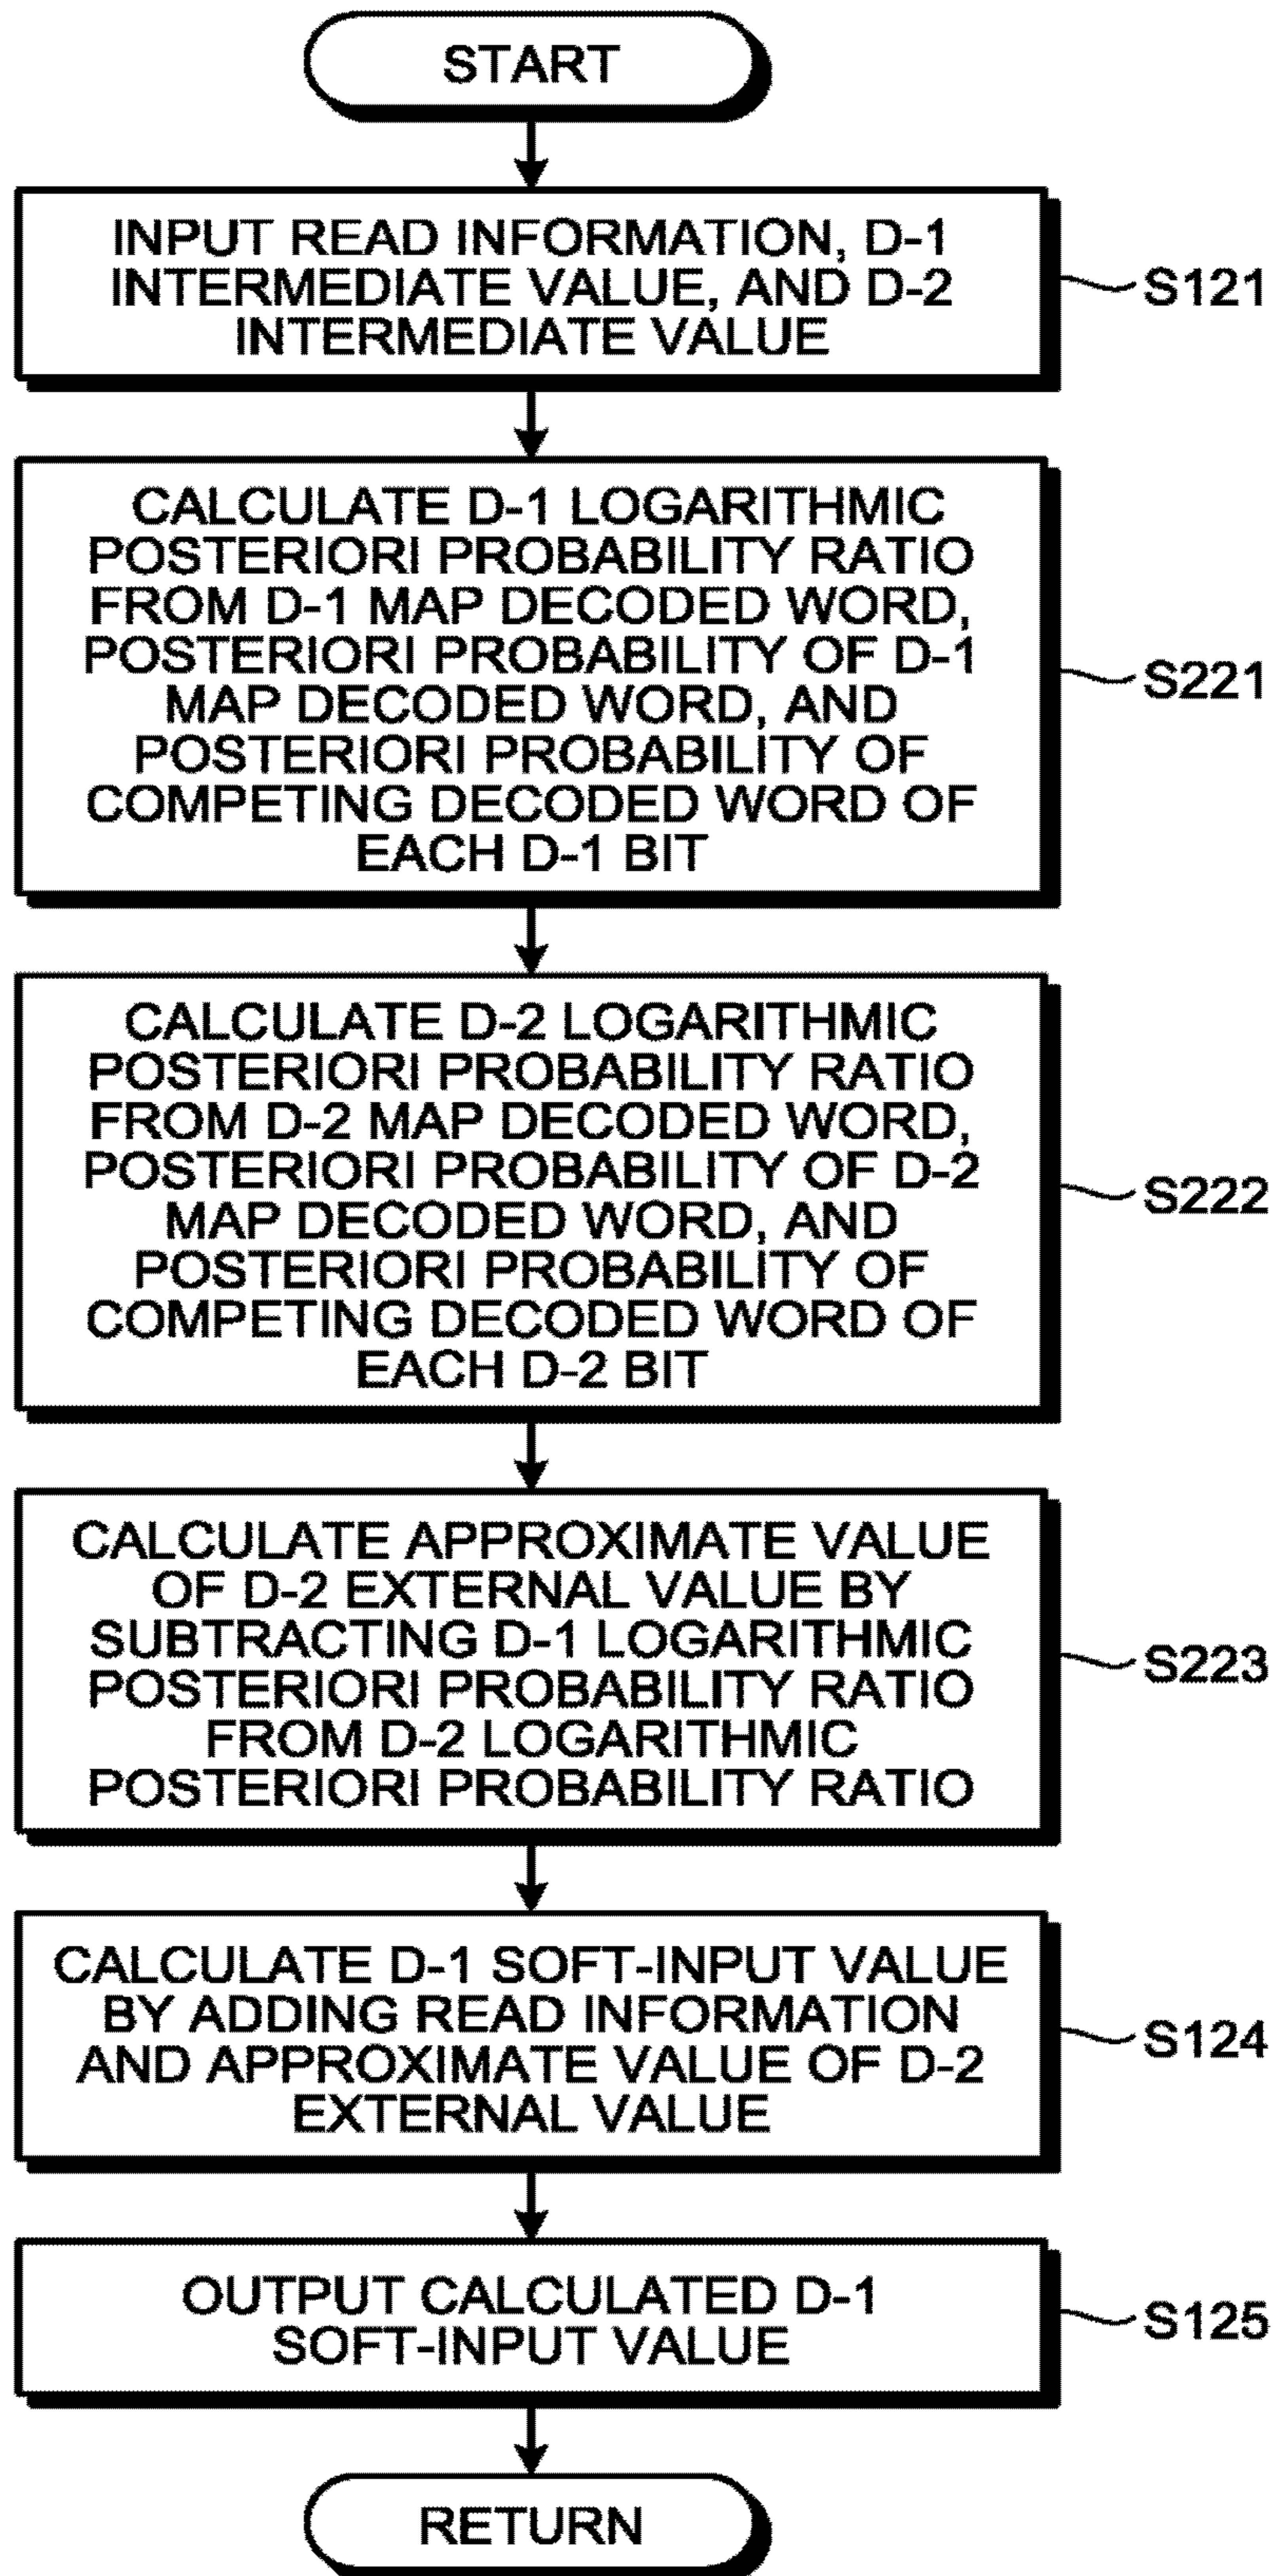 START
INPUT READ INFORMATION, D-1
INTERMEDIATE VALUE, AND D-2
INTERMEDIATE VALUE
S121
CALCULATE D-1 LOGARITHMIC
POSTERIORI PROBABILITY RATIO
FROM D-1 MAP DECODED WORD,
POSTERIORI PROBABILITY OF D-1
MAP DECODED WORD, AND
POSTERIORI PROBABILITY OF
COMPETING DECODED WORD OF
EACH D-1 BIT
S221
CALCULATE D-2 LOGARITHMIC
POSTERIORI PROBABILITY RATIO
FROM D-2 MAP DECODED WORD,
POSTERIORI PROBABILITY OF D-2
MAP DECODED WORD, AND
POSTERIORI PROBABILITY OF
COMPETING DECODED WORD OF
EACH D-2 BIT
S222
CALCULATE APPROXIMATE VALUE
OF D-2 EXTERNAL VALUE BY
SUBTRACTING D-1 LOGARITHMIC
POSTERIORI PROBABILITY RATIO
FROM D-2 LOGARITHMIC
POSTERIORI PROBABILITY RATIO
S223
CALCULATE D-1 SOFT-INPUT VALUE
BY ADDING READ INFORMATION
AND APPROXIMATE VALUE OF D-2
EXTERNAL VALUE
S124
OUTPUT CALCULATED D-1
SOFT-INPUT VALUE
S125
RETURN